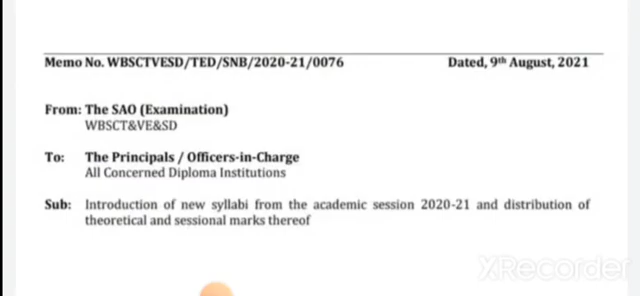 Memo No. WBSCTVESD/TED/SNB/2020-21/0076 Dated, 9th August, 2021
From: The SAO (Examination)
WBSCT&VE&SD
To: The Principals / Officers-in-Charge
All Concerned Diploma Institutions
Sub: Introduction of new syllabi from the academic session 2020-21 and distribution of
theoretical and sessional marks thereof
XRecorder